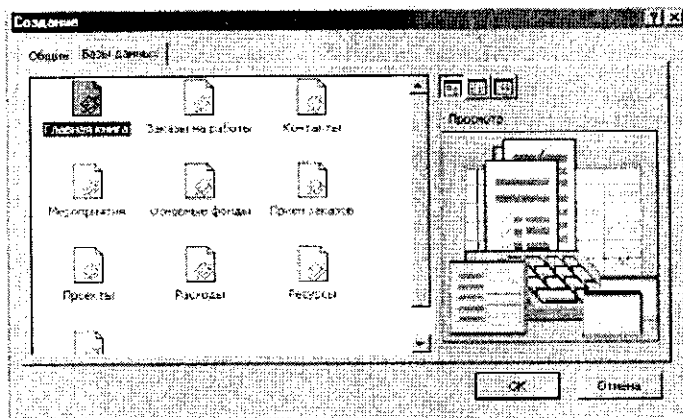 Создание
Общие Базы данных
Главная книга Заказы на работы Контакты
Просмотр
Мероприятия Основные фонды Прием заказов
Проекты Расходы Ресурсы
OK Отмена